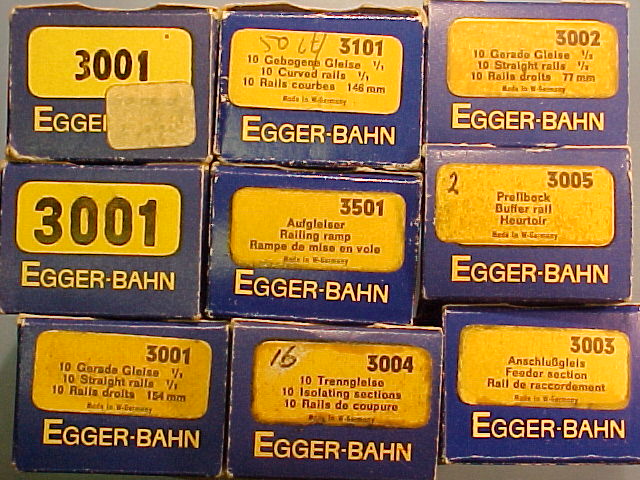 3001
EGGE
50 
3101
10 Gebogene Gleise 1/1
10 Curved rails 1/1
10 Rails courbes 146 mm
Made in W-Germany
EGGER-BAHN
3002
10 Gerade Gleise 1/2
10 Straight rails 1/2
10 Rails droits 77 mm
Made in W-Germany
EGGER-BAHN
3001
EGGER-BAHN
3501
Aufgleiser
Railing ramp
Rampe de mise en voie
Made in W-Germany
EGGER-BAHN
2
3005
Prellbock
Buffer rail
Heurtoir
Made in W-Germany
EGGER-BAHN
3001
10 Gerade Gleise 1/1
10 Straight rails 1/1
10 Rails droits 154 mm
Made in W-Germany
EGGER-BAHN
16
3004
10 Trenngleise
10 Isolating sections
10 Rails de coupure
Made in W-Germany
EGGER-BAHN
3003
Anschlußgleis
Feeder section
Rail de raccordement
Made in W-Germany
EGGER-BAHN